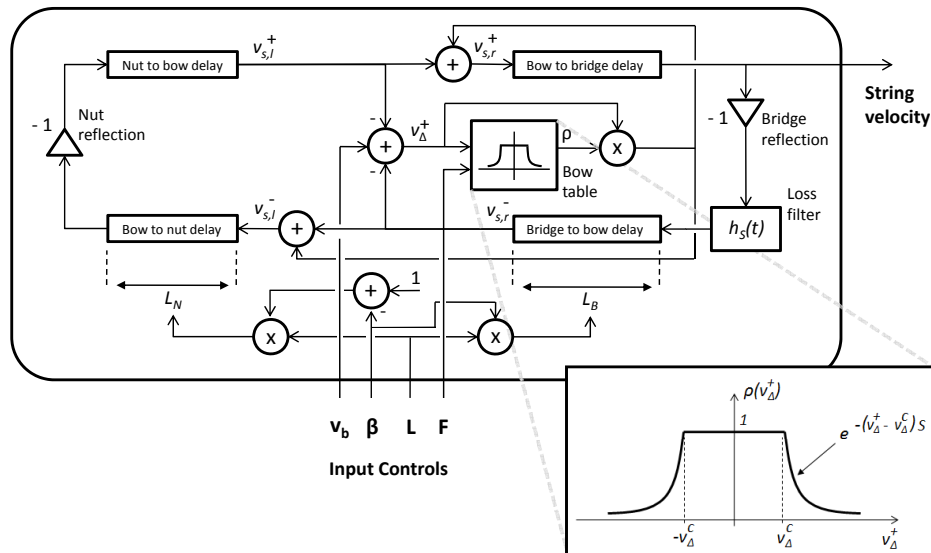 v_{s,l}^+
v_{s,r}^+
Nut to bow delay
Bow to bridge delay
String
velocity
- 1
Nut
reflection
- 1
Bridge
reflection
-
v_Δ^+
ρ
+
+
x
-
Bow
table
Loss
filter
v_{s,l}^-
v_{s,r}^-
h_S(t)
Bow to nut delay
+
Bridge to bow delay
L_N
+
1
-
L_B
x
x
v_b β L F
Input Controls
ρ(v_Δ^+)
1
e^{-(v_Δ^+ - v_Δ^C) S}
-v_Δ^C
v_Δ^C
v_Δ^+